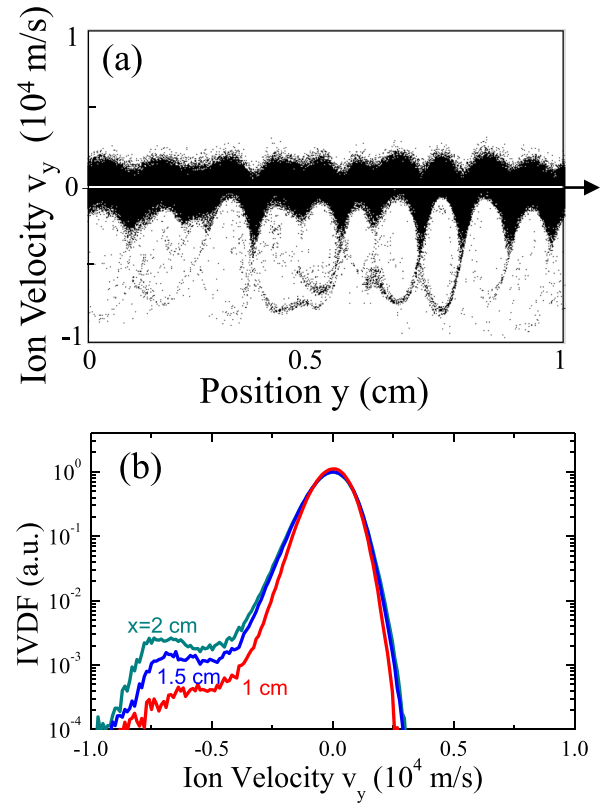 1
(a)
Ion Velocity v_y (10^4 m/s)
0
-1
0
0.5
1
Position y (cm)
(b)
10^0
10^-1
10^-2
10^-3
10^-4
IVDF (a.u.)
x=2 cm
1.5 cm
1 cm
-1.0
-0.5
0.0
0.5
1.0
Ion Velocity v_y (10^4 m/s)